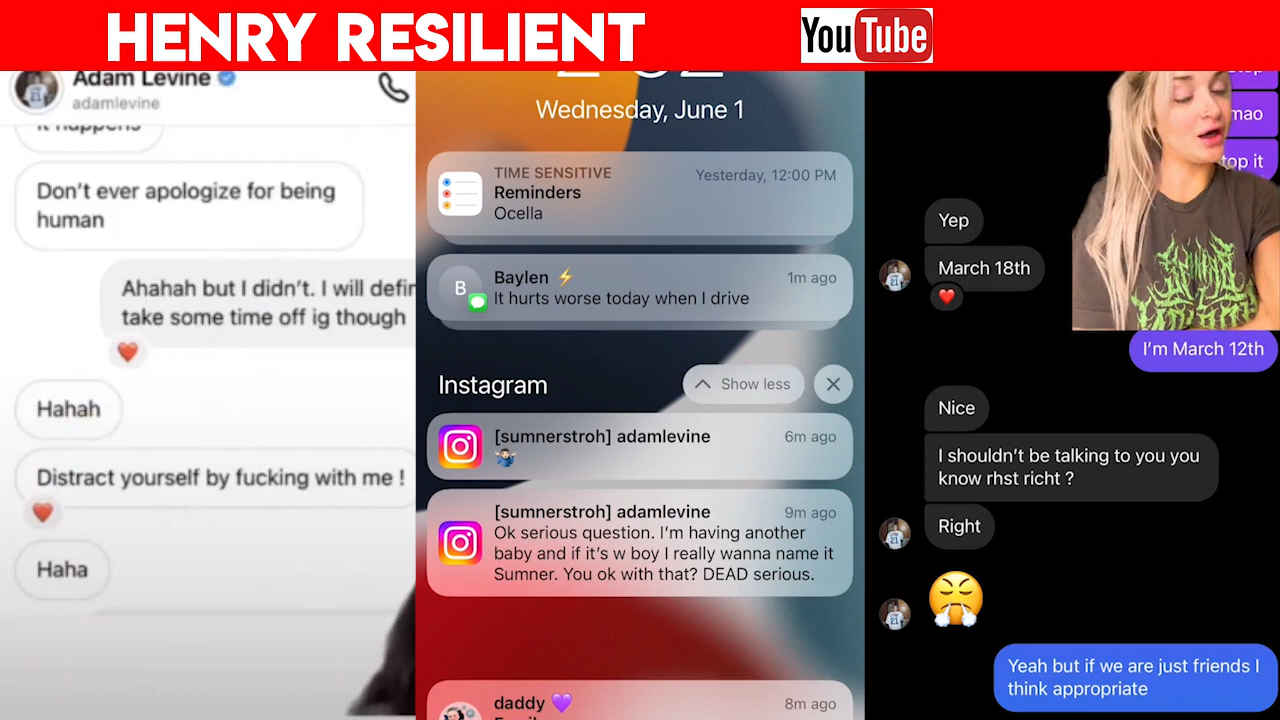 HENRY RESILIENT
YouTube
Adam Levine
adamlevine
It happens
Don't ever apologize for being
human
Ahahah but I didn't. I will defin
take some time off ig though
Hahah
Distract yourself by fucking with me !
Haha
Wednesday, June 1
TIME SENSITIVE
Yesterday, 12:00 PM
Reminders
Ocella
B
Baylen ⚡
1m ago
It hurts worse today when I drive
Instagram
Show less
[sumnerstroh] adamlevine
6m ago
🤷🏻‍♂️
[sumnerstroh] adamlevine
9m ago
Ok serious question. I'm having another
baby and if it's w boy I really wanna name it
Sumner. You ok with that? DEAD serious.
daddy 💜
8m ago
mao
top it
Yep
March 18th
I'm March 12th
Nice
I shouldn't be talking to you you
know rhst richt ?
Right
😤
Yeah but if we are just friends I
think appropriate